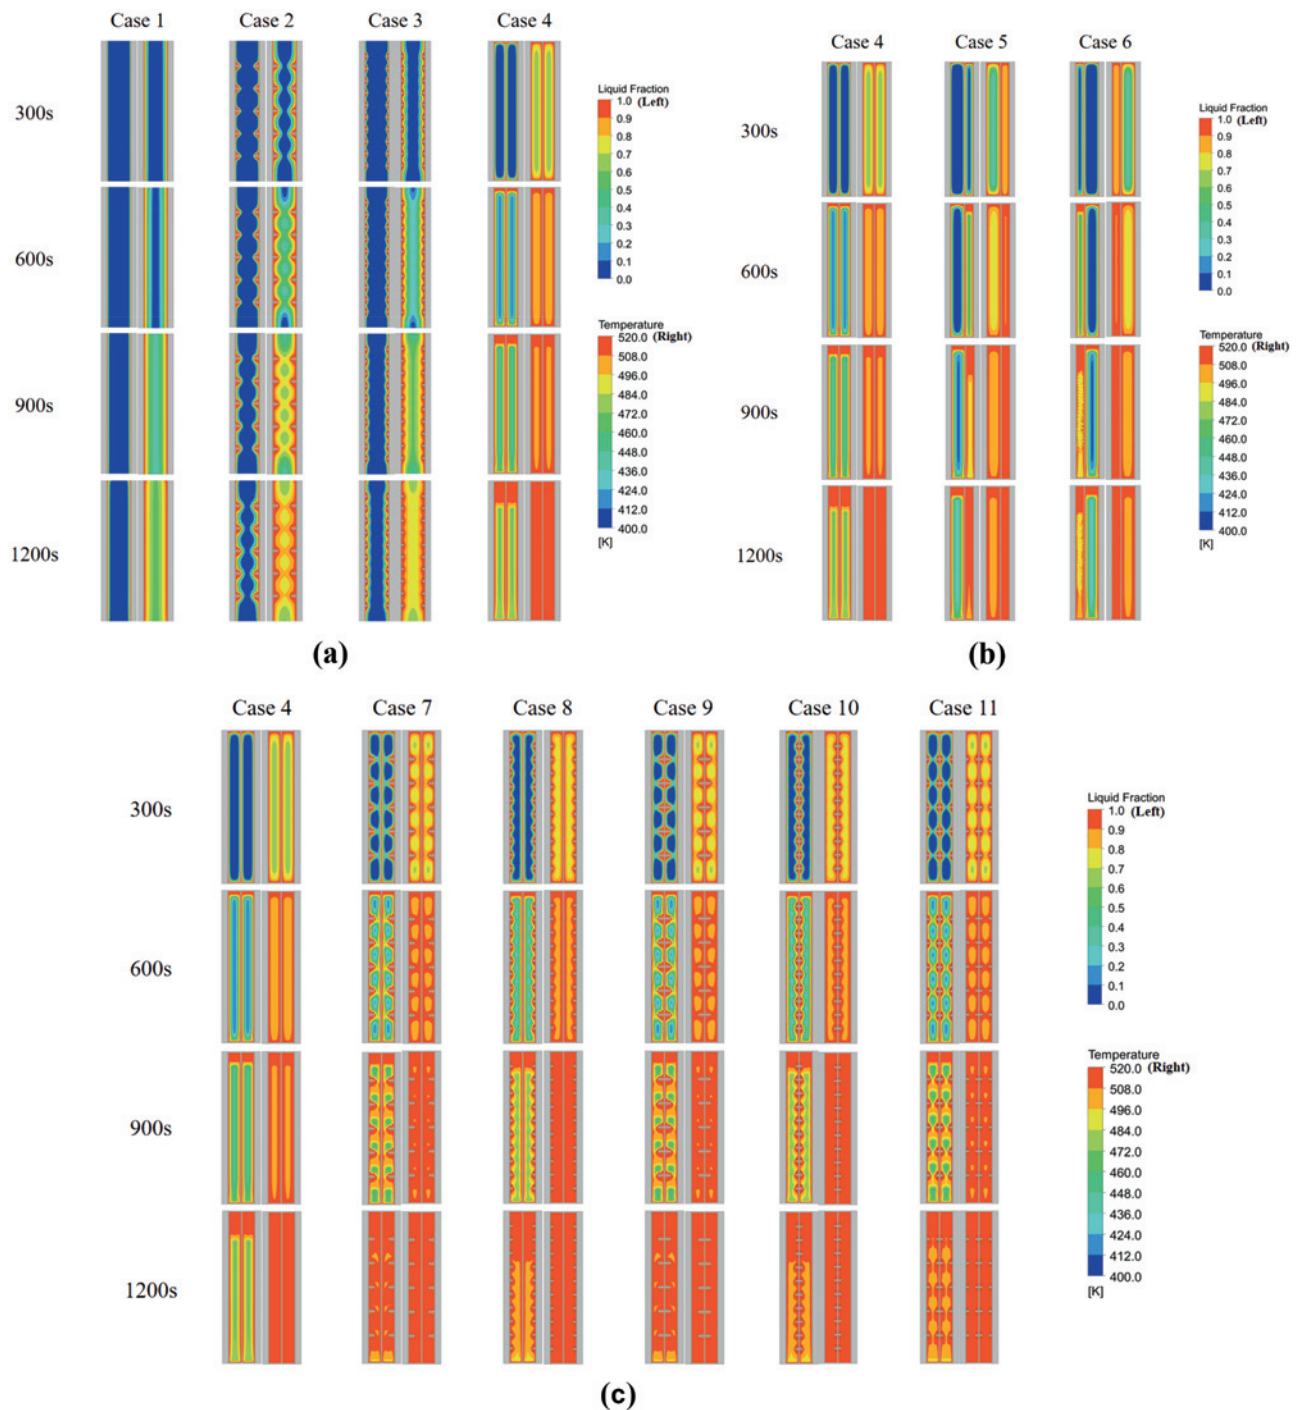 Case 1 Case 2 Case 3 Case 4
300s
600s
900s
1200s
Liquid Fraction
1.0 (Left)
0.9
0.8
0.7
0.6
0.5
0.4
0.3
0.2
0.1
0.0
Temperature
520.0 (Right)
508.0
496.0
484.0
472.0
460.0
448.0
436.0
424.0
412.0
400.0
[K]
(a)
Case 4 Case 5 Case 6
300s
600s
900s
1200s
Liquid Fraction
1.0 (Left)
0.9
0.8
0.7
0.6
0.5
0.4
0.3
0.2
0.1
0.0
Temperature
520.0 (Right)
508.0
496.0
484.0
472.0
460.0
448.0
436.0
424.0
412.0
400.0
[K]
(b)
Case 4 Case 7 Case 8 Case 9 Case 10 Case 11
300s
600s
900s
1200s
Liquid Fraction
1.0 (Left)
0.9
0.8
0.7
0.6
0.5
0.4
0.3
0.2
0.1
0.0
Temperature
520.0 (Right)
508.0
496.0
484.0
472.0
460.0
448.0
436.0
424.0
412.0
400.0
[K]
(c)